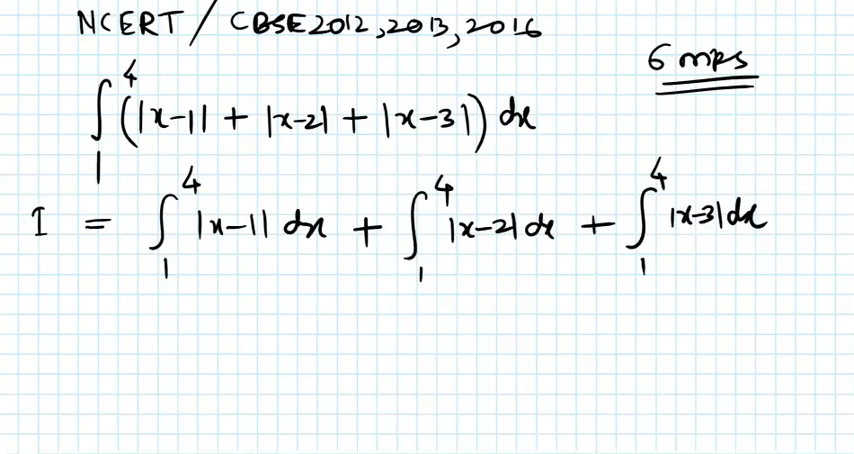 NCERT / CBSE 2012, 2013, 2016
6 mks
∫₁⁴ (|x-1| + |x-2| + |x-3|) dx
I = ∫₁⁴ |x-1| dx + ∫₁⁴ |x-2| dx + ∫₁⁴ |x-3| dx